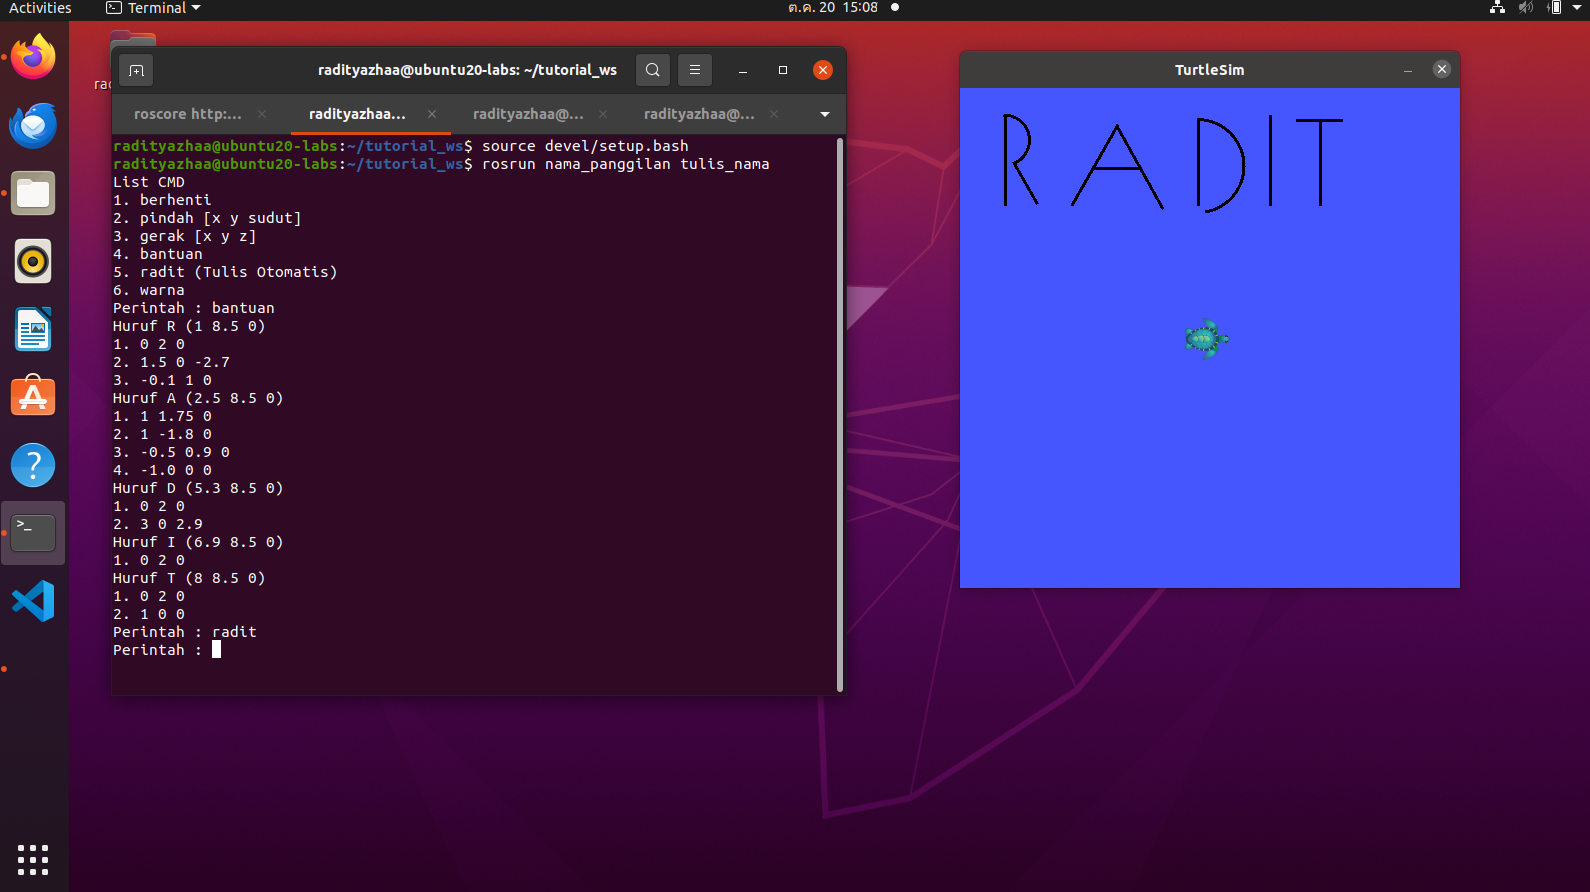 Activities
Terminal
ต.ค. 20 15:08
radityazhaa@ubuntu20-labs: ~/tutorial_ws
roscore http:...
radityazhaa...
radityazhaa@...
radityazhaa@...
radityazhaa@ubuntu20-labs:~/tutorial_ws$ source devel/setup.bash
radityazhaa@ubuntu20-labs:~/tutorial_ws$ rosrun nama_panggilan tulis_nama
List CMD
1. berhenti
2. pindah [x y sudut]
3. gerak [x y z]
4. bantuan
5. radit (Tulis Otomatis)
6. warna
Perintah : bantuan
Huruf R (1 8.5 0)
1. 0 2 0
2. 1.5 0 -2.7
3. -0.1 1 0
Huruf A (2.5 8.5 0)
1. 1 1.75 0
2. 1 -1.8 0
3. -0.5 0.9 0
4. -1.0 0 0
Huruf D (5.3 8.5 0)
1. 0 2 0
2. 3 0 2.9
Huruf I (6.9 8.5 0)
1. 0 2 0
Huruf T (8 8.5 0)
1. 0 2 0
2. 1 0 0
Perintah : radit
Perintah :
TurtleSim
RADIT